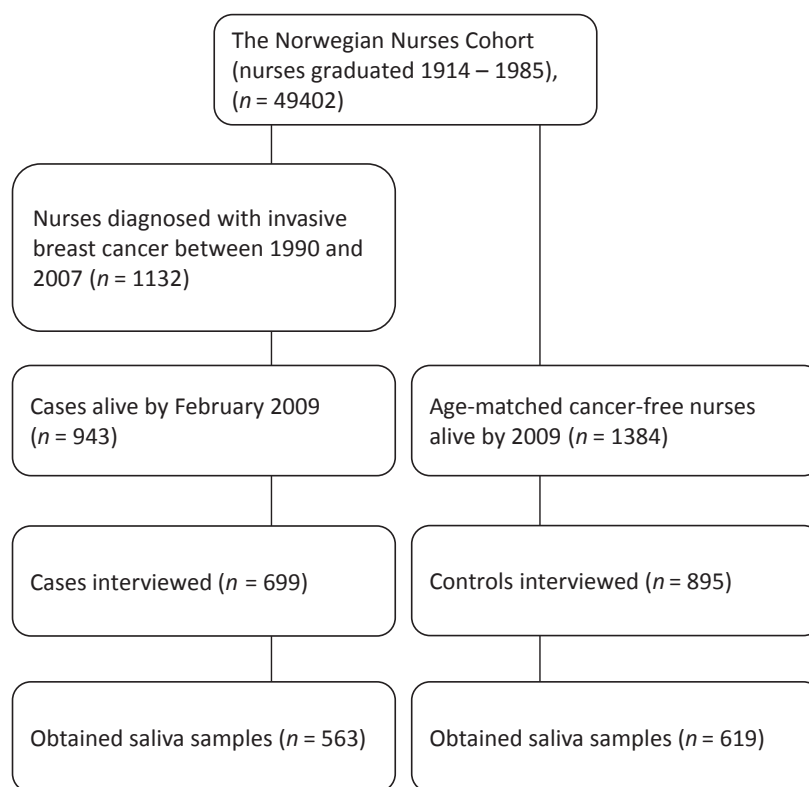 The Norwegian Nurses Cohort
(nurses graduated 1914 – 1985),
(n = 49402)
Nurses diagnosed with invasive
breast cancer between 1990 and
2007 (n = 1132)
Cases alive by February 2009
(n = 943)
Age-matched cancer-free nurses
alive by 2009 (n = 1384)
Cases interviewed (n = 699)
Controls interviewed (n = 895)
Obtained saliva samples (n = 563)
Obtained saliva samples (n = 619)